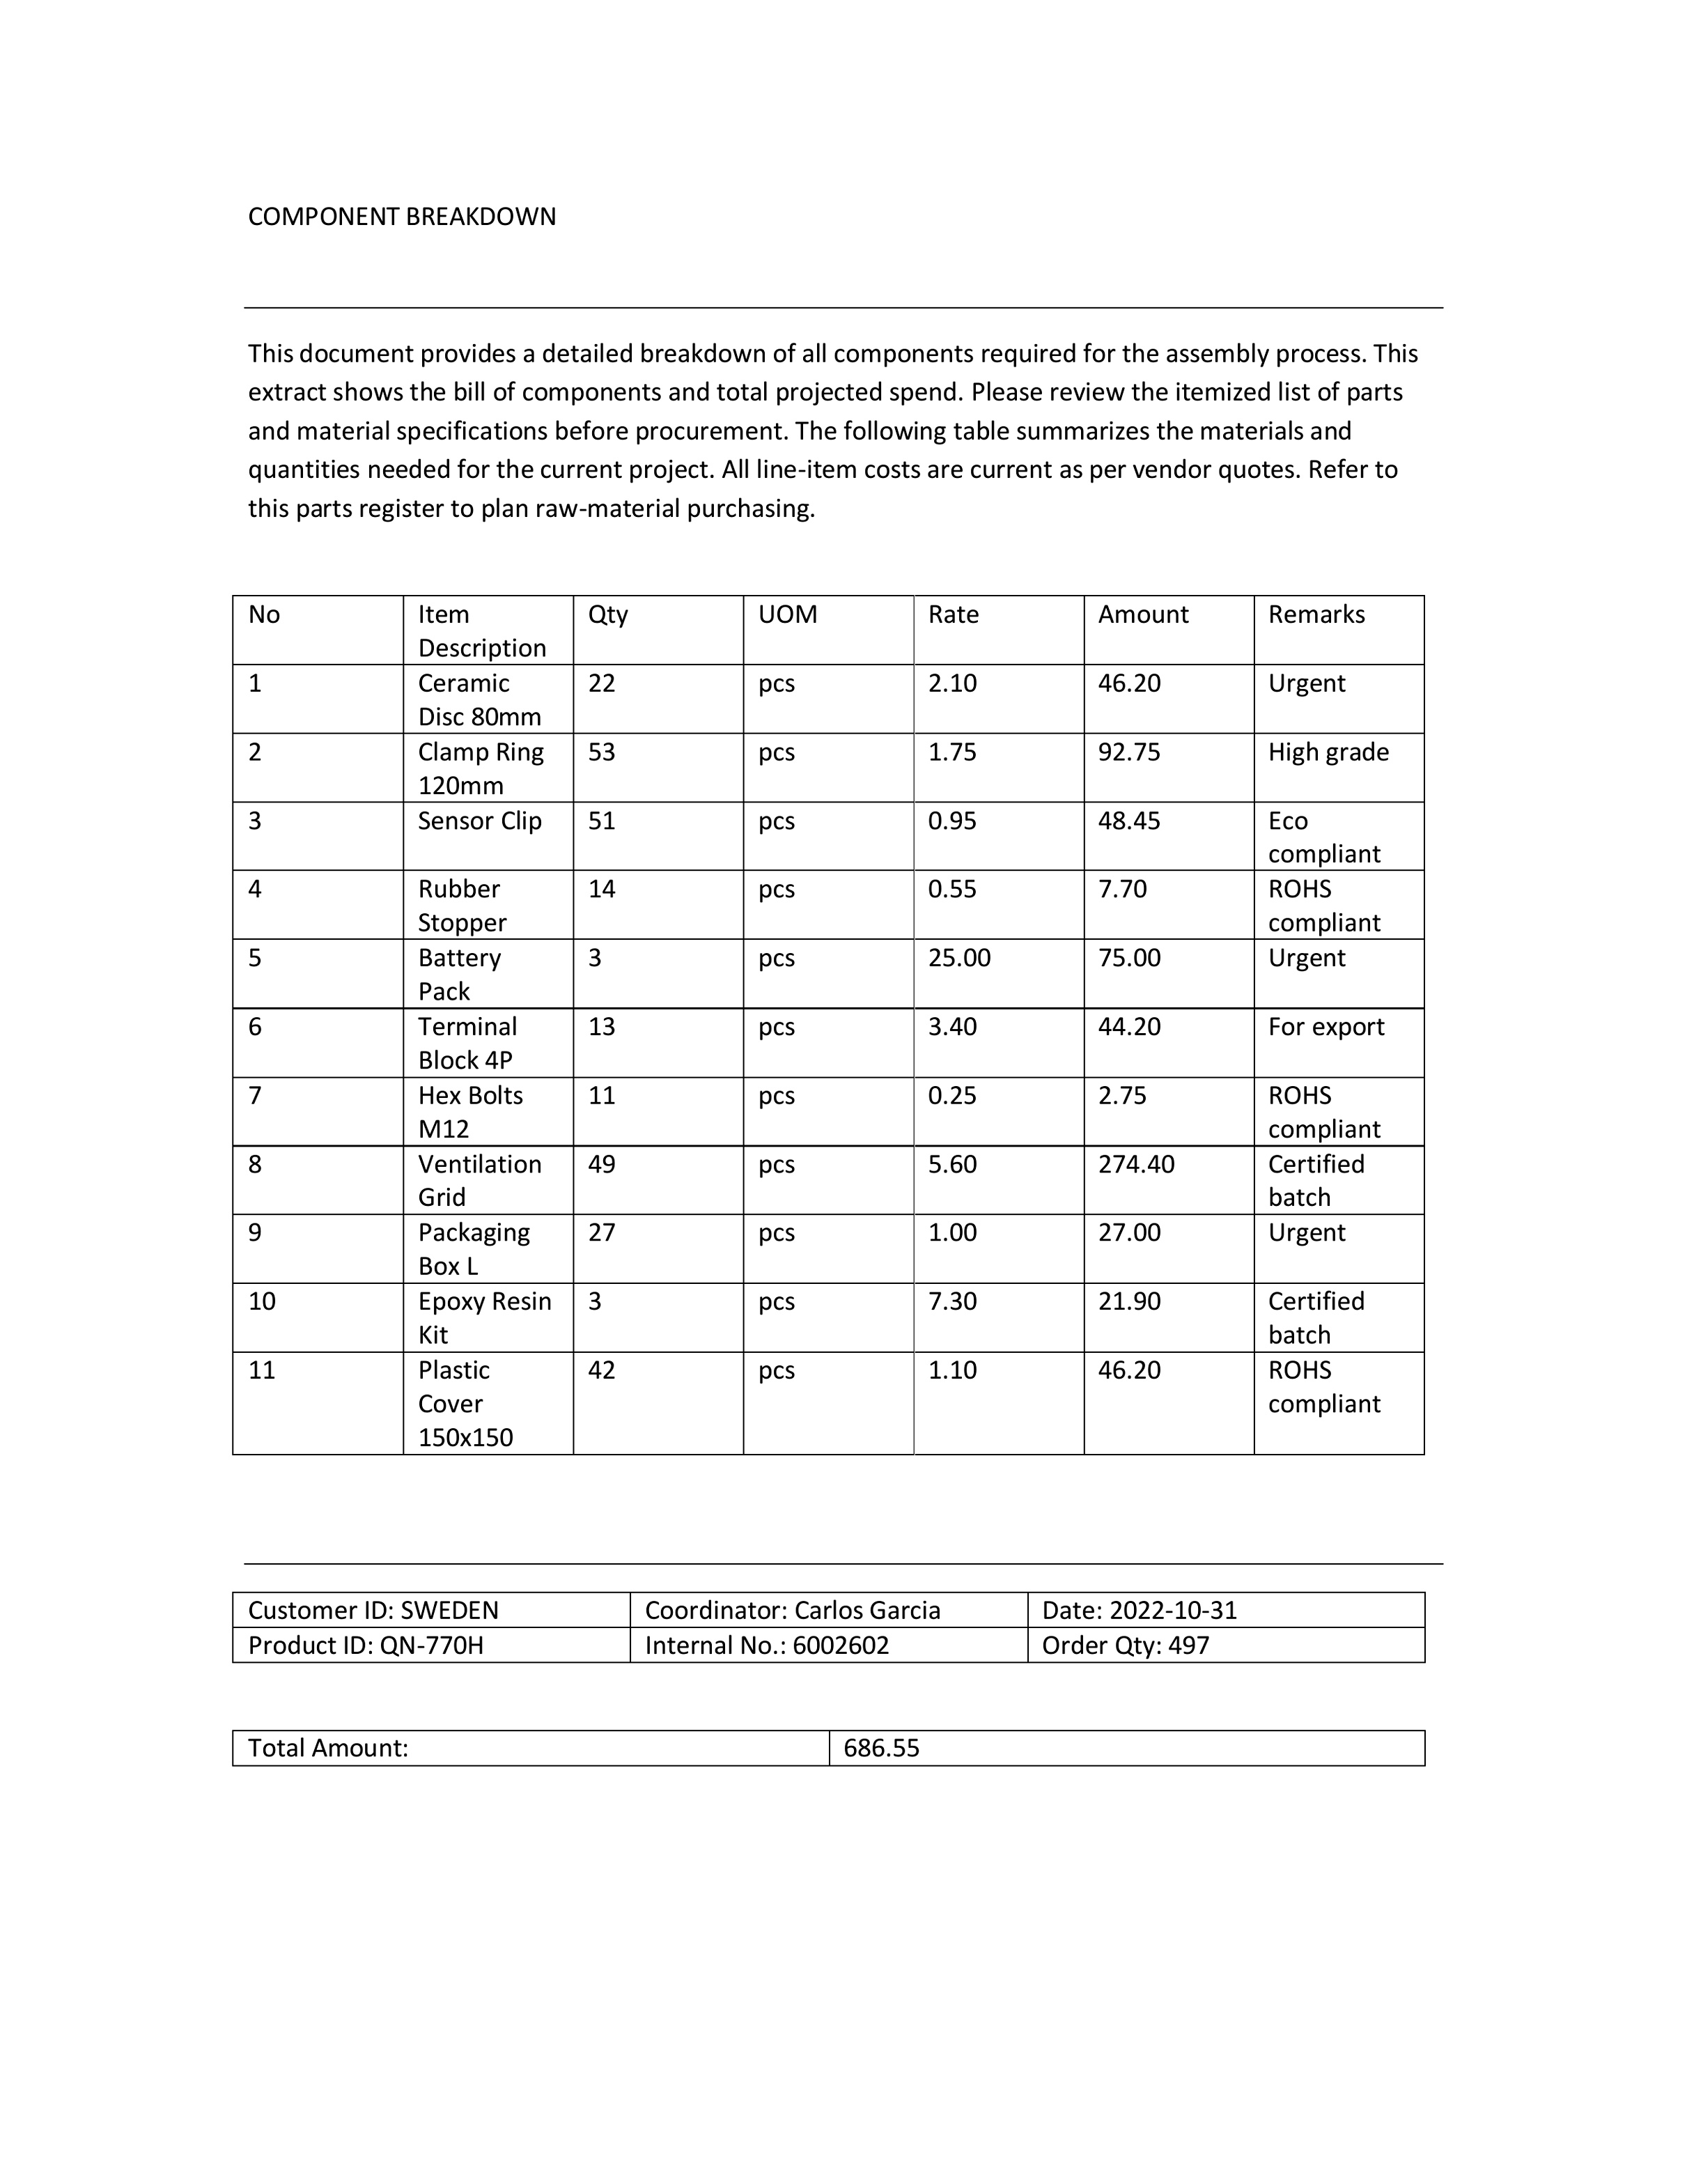 COMPONENT BREAKDOWN
This document provides a detailed breakdown of all components required for the assembly process. This
extract shows the bill of components and total projected spend. Please review the itemized list of parts
and material specifications before procurement. The following table summarizes the materials and
quantities needed for the current project. All line-item costs are current as per vendor quotes. Refer to
this parts register to plan raw-material purchasing.
No Item Description Qty UOM Rate Amount Remarks
1 Ceramic Disc 80mm 22 pcs 2.10 46.20 Urgent
2 Clamp Ring 120mm 53 pcs 1.75 92.75 High grade
3 Sensor Clip 51 pcs 0.95 48.45 Eco compliant
4 Rubber Stopper 14 pcs 0.55 7.70 ROHS compliant
5 Battery Pack 3 pcs 25.00 75.00 Urgent
6 Terminal Block 4P 13 pcs 3.40 44.20 For export
7 Hex Bolts M12 11 pcs 0.25 2.75 ROHS compliant
8 Ventilation Grid 49 pcs 5.60 274.40 Certified batch
9 Packaging Box L 27 pcs 1.00 27.00 Urgent
10 Epoxy Resin Kit 3 pcs 7.30 21.90 Certified batch
11 Plastic Cover 150x150 42 pcs 1.10 46.20 ROHS compliant
Customer ID: SWEDEN Coordinator: Carlos Garcia Date: 2022-10-31
Product ID: QN-770H Internal No.: 6002602 Order Qty: 497
Total Amount: 686.55